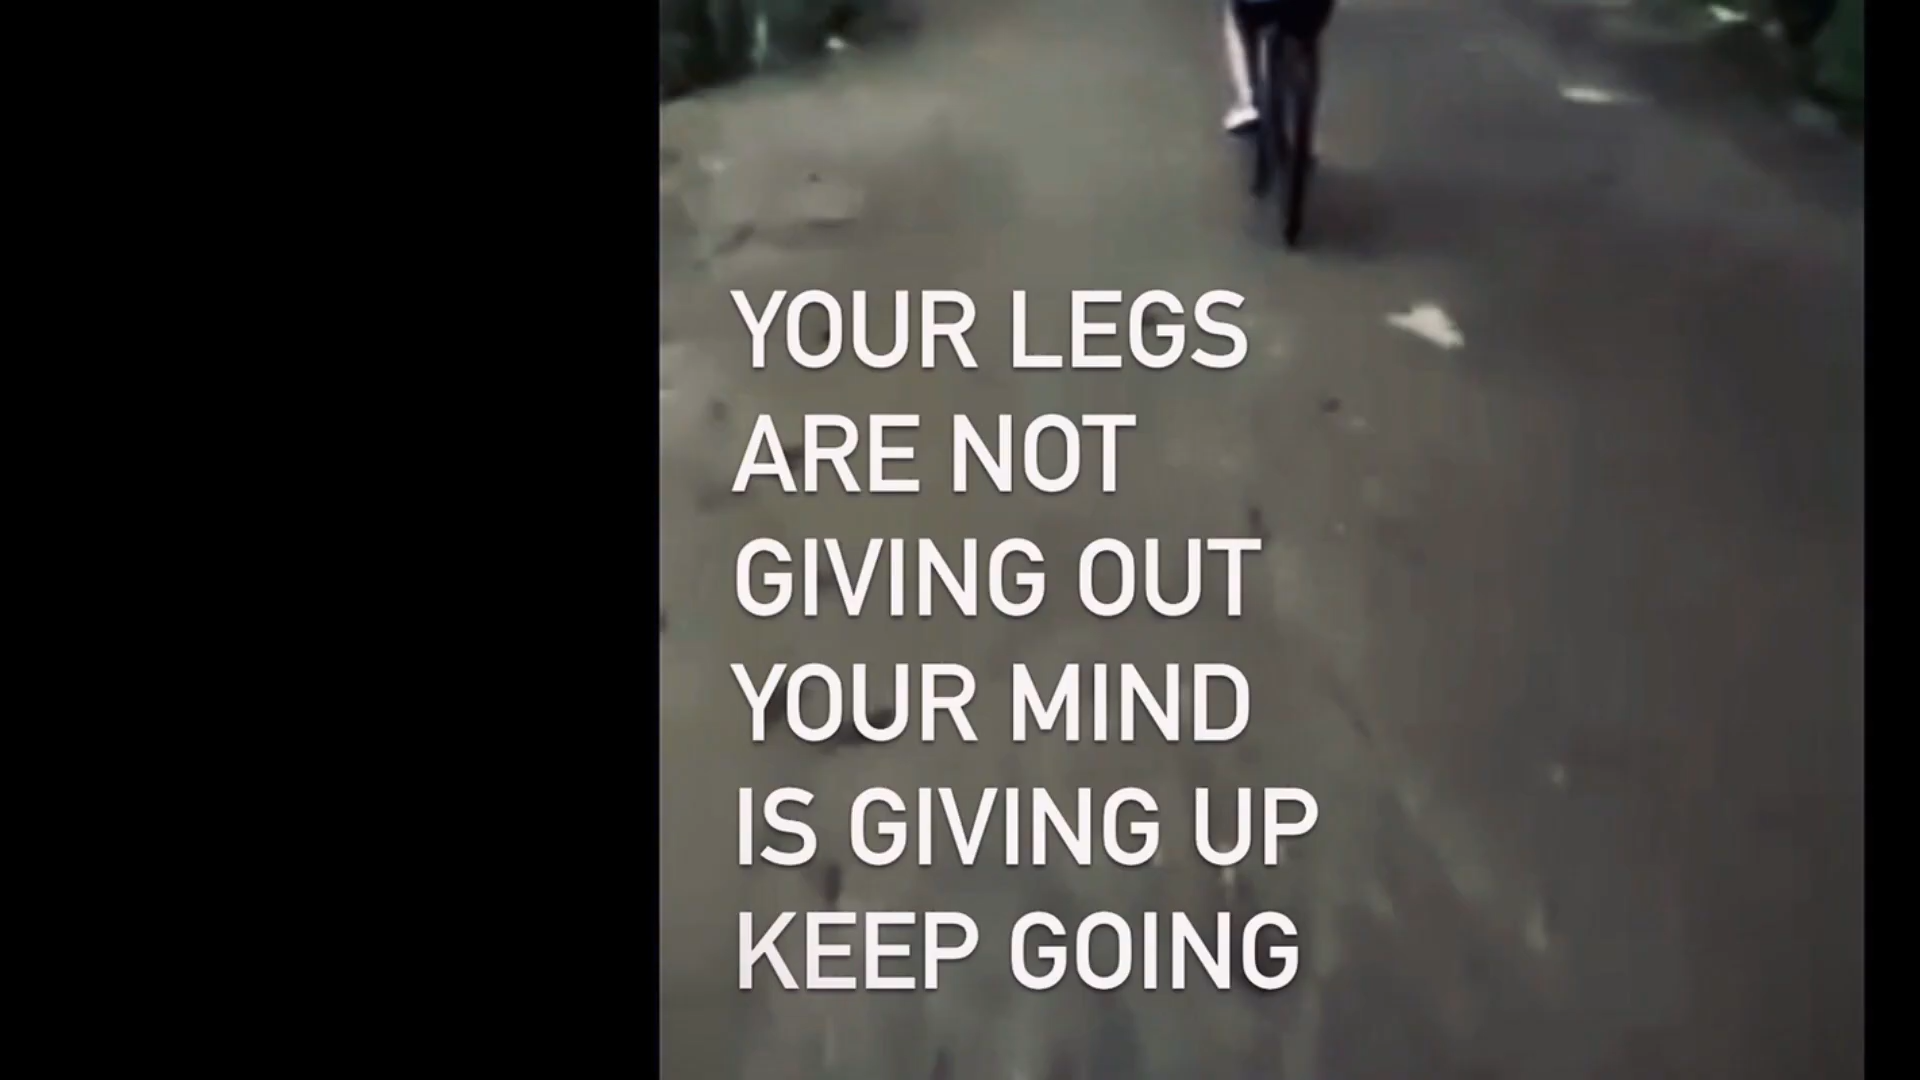 YOUR LEGS
ARE NOT
GIVING OUT
YOUR MIND
IS GIVING UP
KEEP GOING